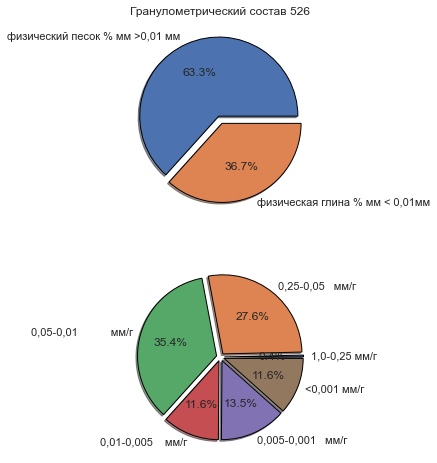 Гранулометрический состав 526
физический песок % мм >0,01 мм
63.3%
36.7%
физическая глина % мм < 0,01мм
0,25-0,05 мм/г
27.6%
0,05-0,01 мм/г
35.4%
0.4%
1,0-0,25 мм/г
11.6%
<0,001 мм/г
11.6%
13.5%
0,01-0,005 мм/г
0,005-0,001 мм/г